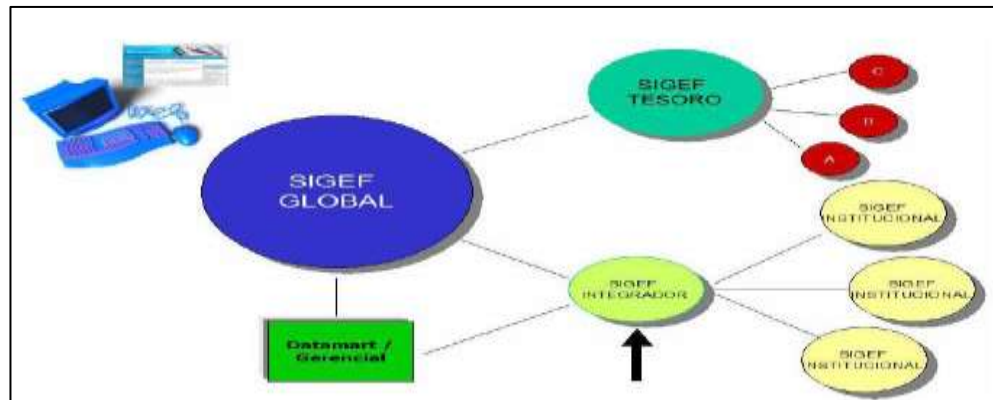 SIGEF
GLOBAL
SIGEF
TESORO
C
B
A
SIGEF
INSTITUCIONAL
SIGEF
INTEGRADOR
SIGEF
INSTITUCIONAL
SIGEF
INSTITUCIONAL
Datamart /
Gerencial